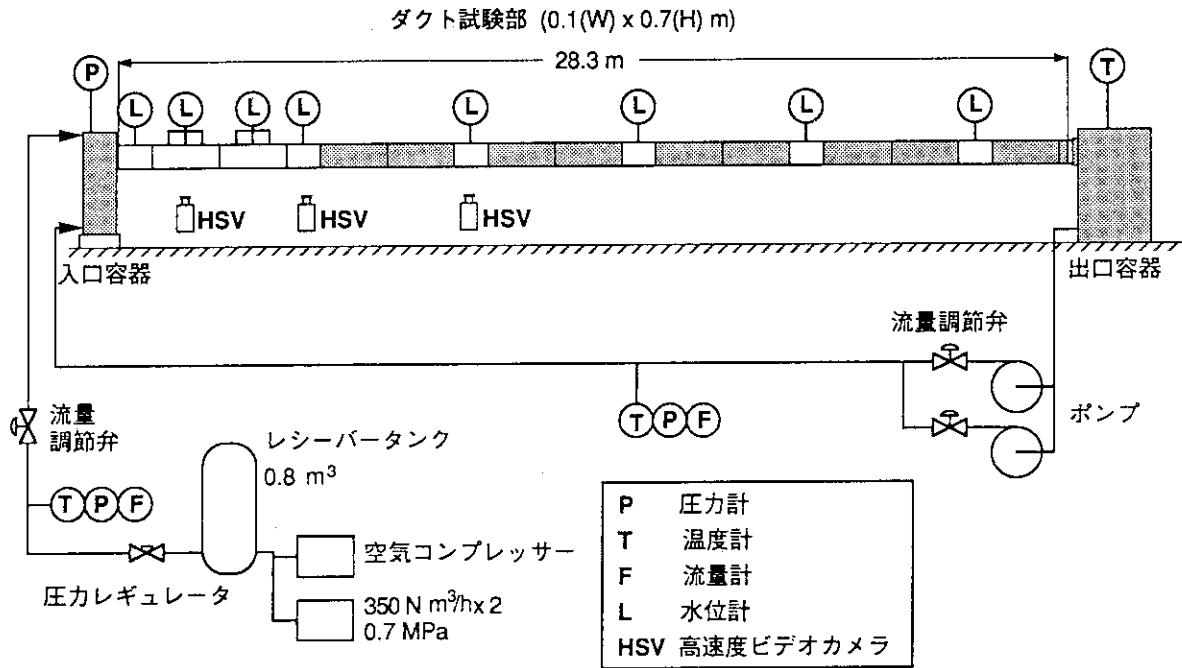 ダクト試験部 (0.1(W) x 0.7(H) m)
28.3 m
P
T
L
L
L
L
L
L
L
L
HSV
HSV
HSV
入口容器
出口容器
流量調節弁
ポンプ
T P F
流量
調節弁
レシーバータンク
0.8 m³
T P F
圧力レギュレータ
空気コンプレッサー
350 N m³/hx 2
0.7 MPa
P 圧力計
T 温度計
F 流量計
L 水位計
HSV 高速度ビデオカメラ